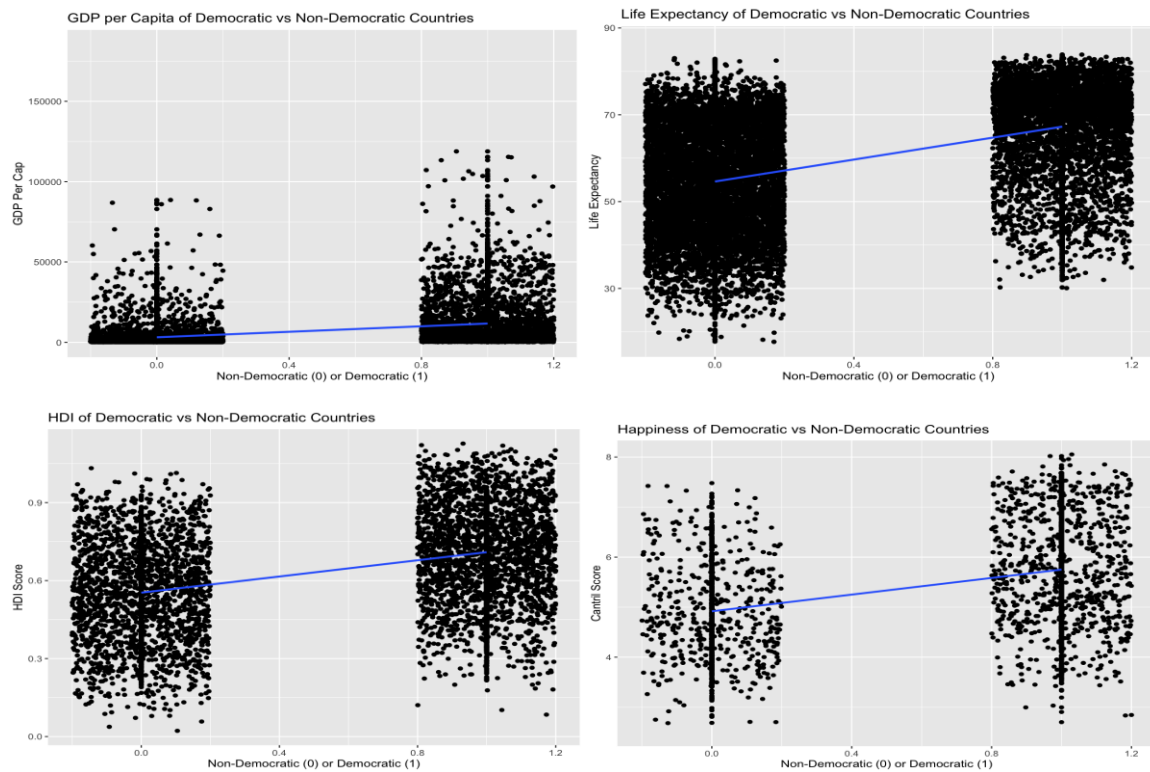 GDP per Capita of Democratic vs Non-Democratic Countries
150000
100000
50000
0
GDP Per Cap
0.0 0.4 0.8 1.2
Non-Democratic (0) or Democratic (1)
Life Expectancy of Democratic vs Non-Democratic Countries
90
70
50
30
Life Expectancy
0.0 0.4 0.8 1.2
Non-Democratic (0) or Democratic (1)
HDI of Democratic vs Non-Democratic Countries
0.9
0.6
0.3
0.0
HDI Score
0.0 0.4 0.8 1.2
Non-Democratic (0) or Democratic (1)
Happiness of Democratic vs Non-Democratic Countries
8
6
4
Cantril Score
0.0 0.4 0.8 1.2
Non-Democratic (0) or Democratic (1)